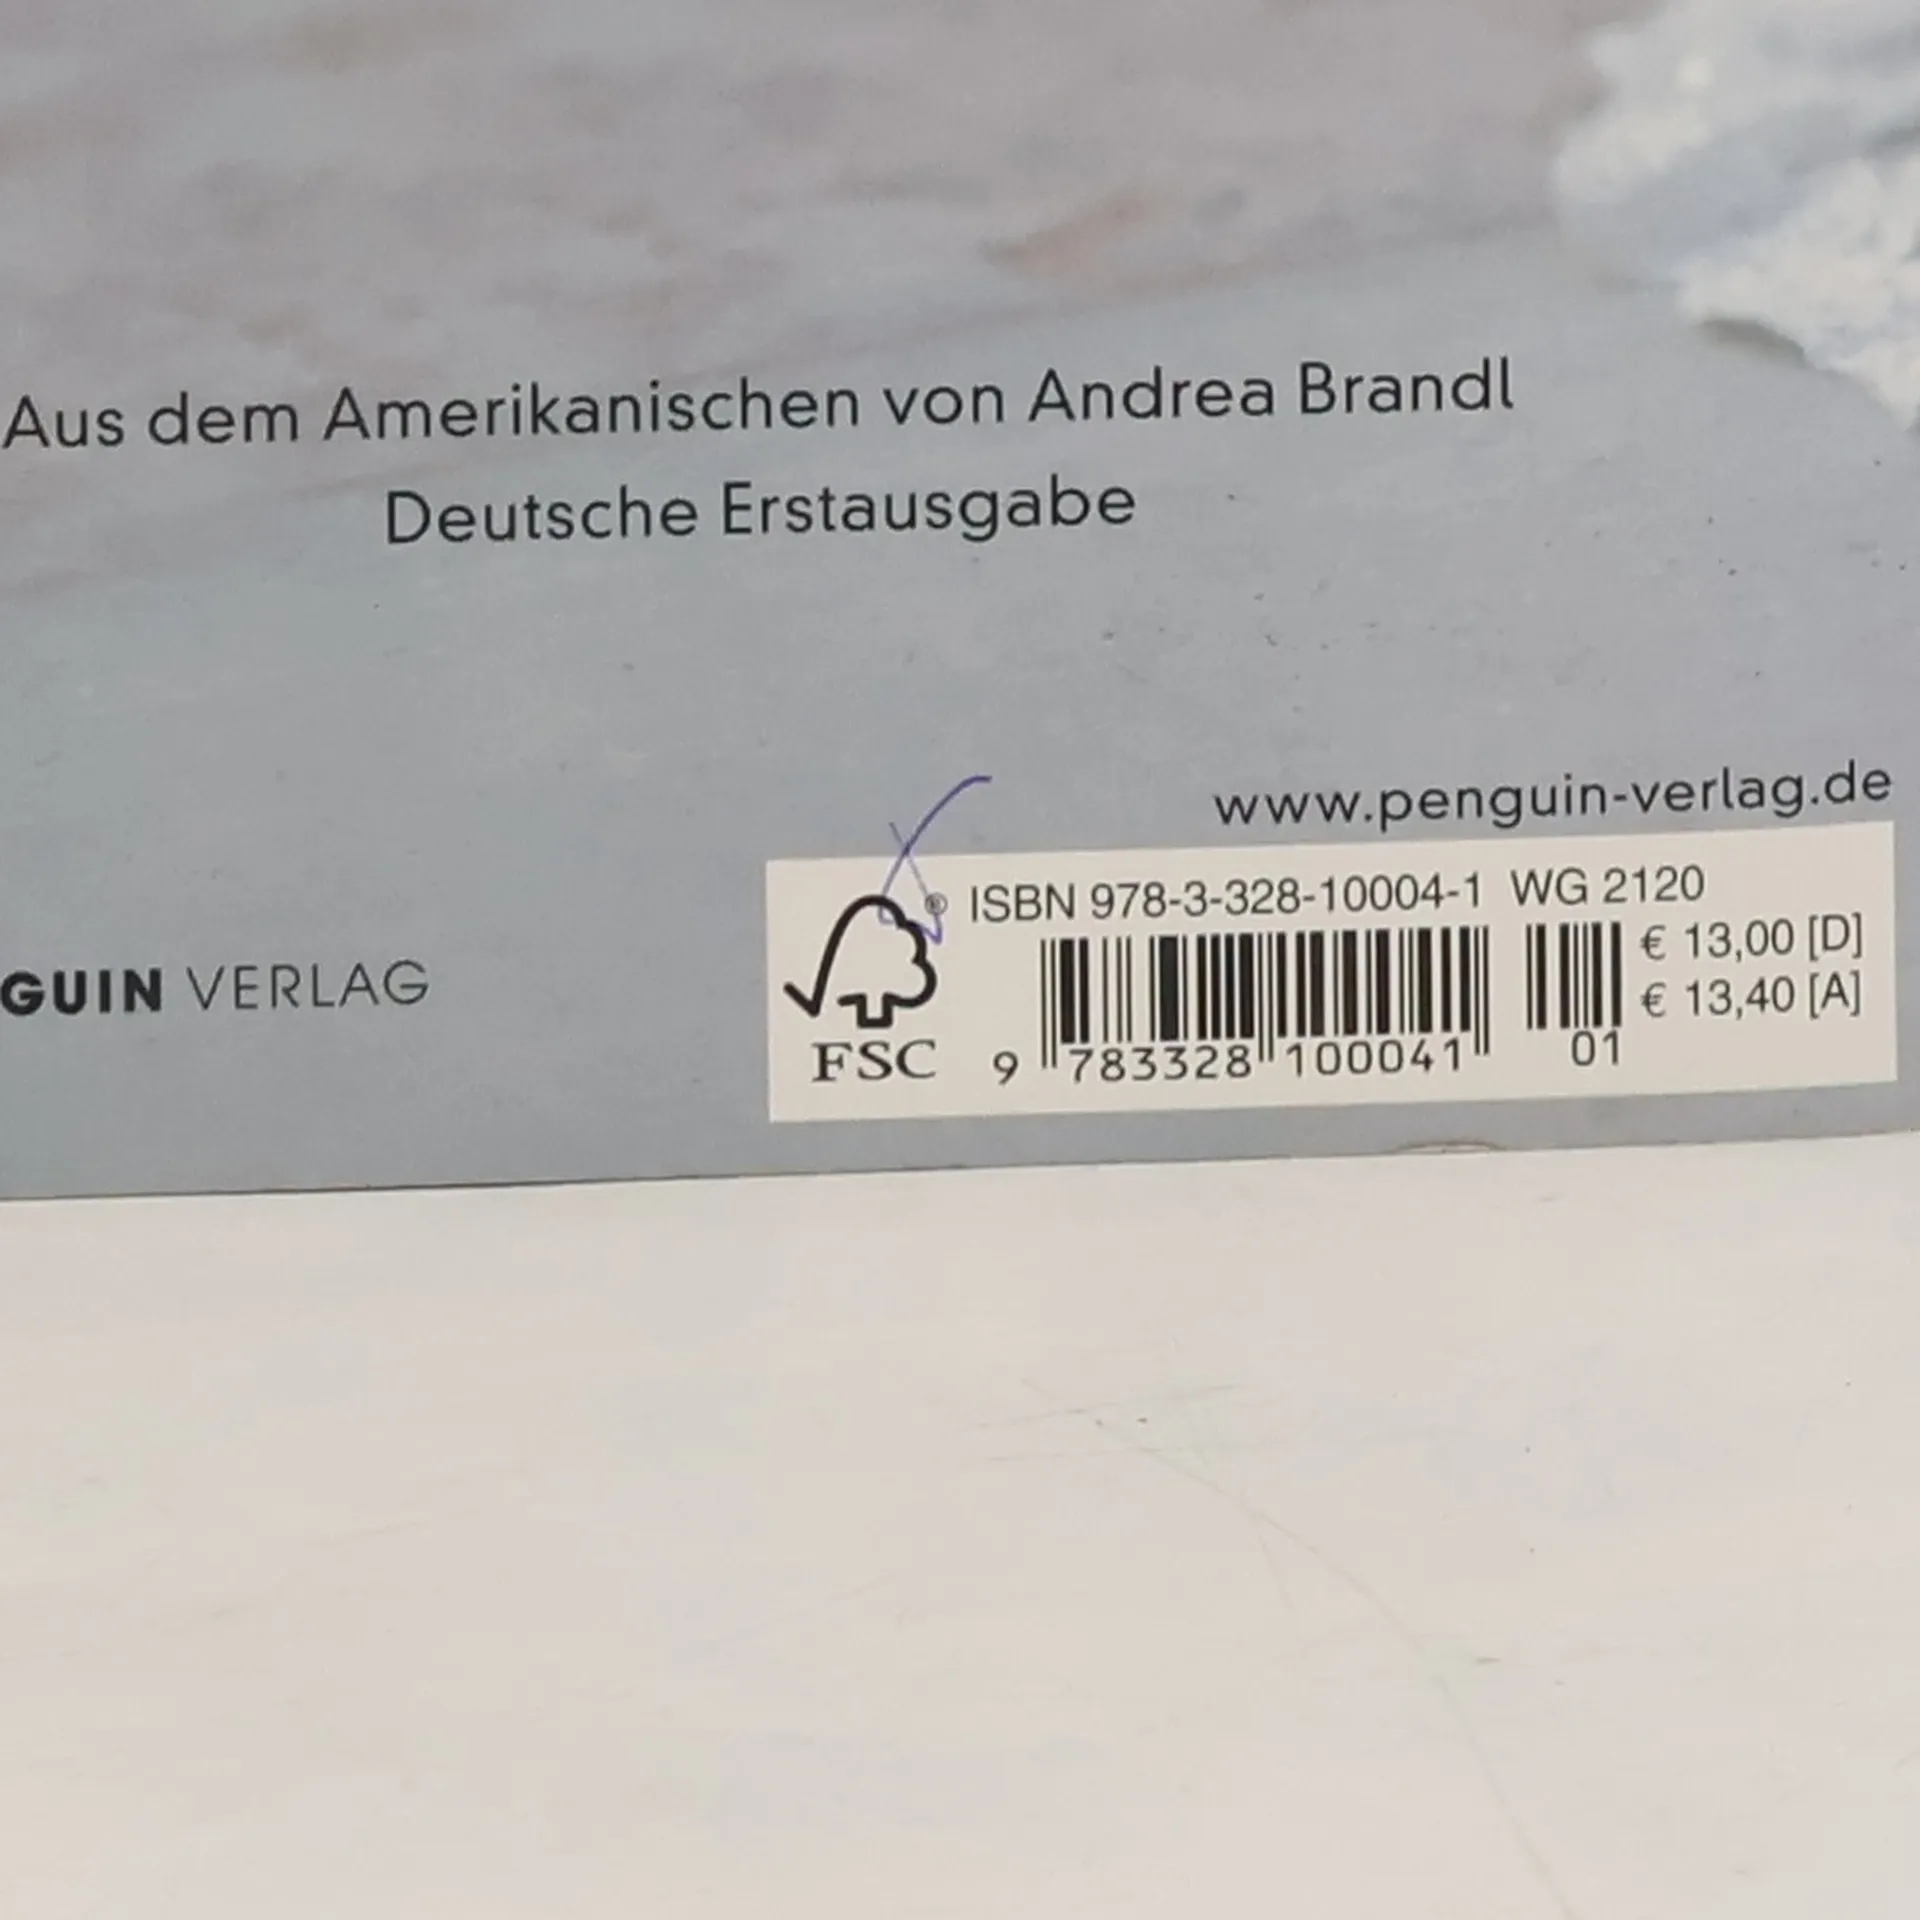 Aus dem Amerikanischen von Andrea Brandl
Deutsche Erstausgabe
www.penguin-verlag.de
GUIN VERLAG
® ISBN 978-3-328-10004-1 WG 2120
€ 13,00 [D]
€ 13,40 [A]
FSC 9 783328 100041 01